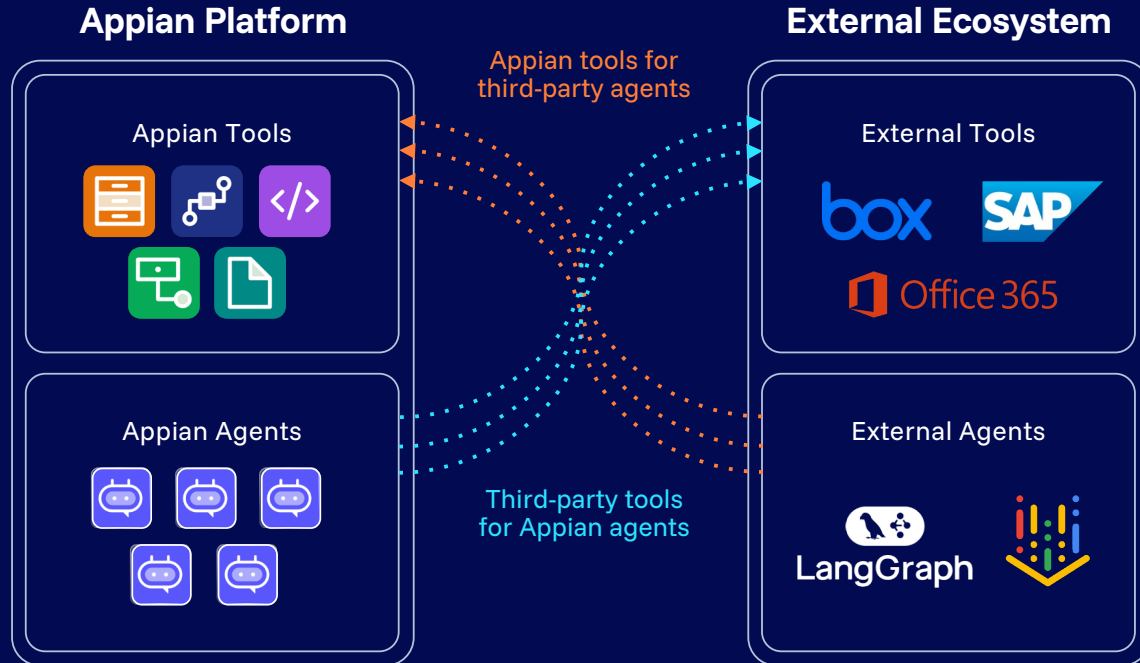 Appian Platform
External Ecosystem
Appian tools for
third-party agents
Appian Tools
</>
External Tools
box
SAP
Office 365
Appian Agents
Third-party tools
for Appian agents
External Agents
LangGraph